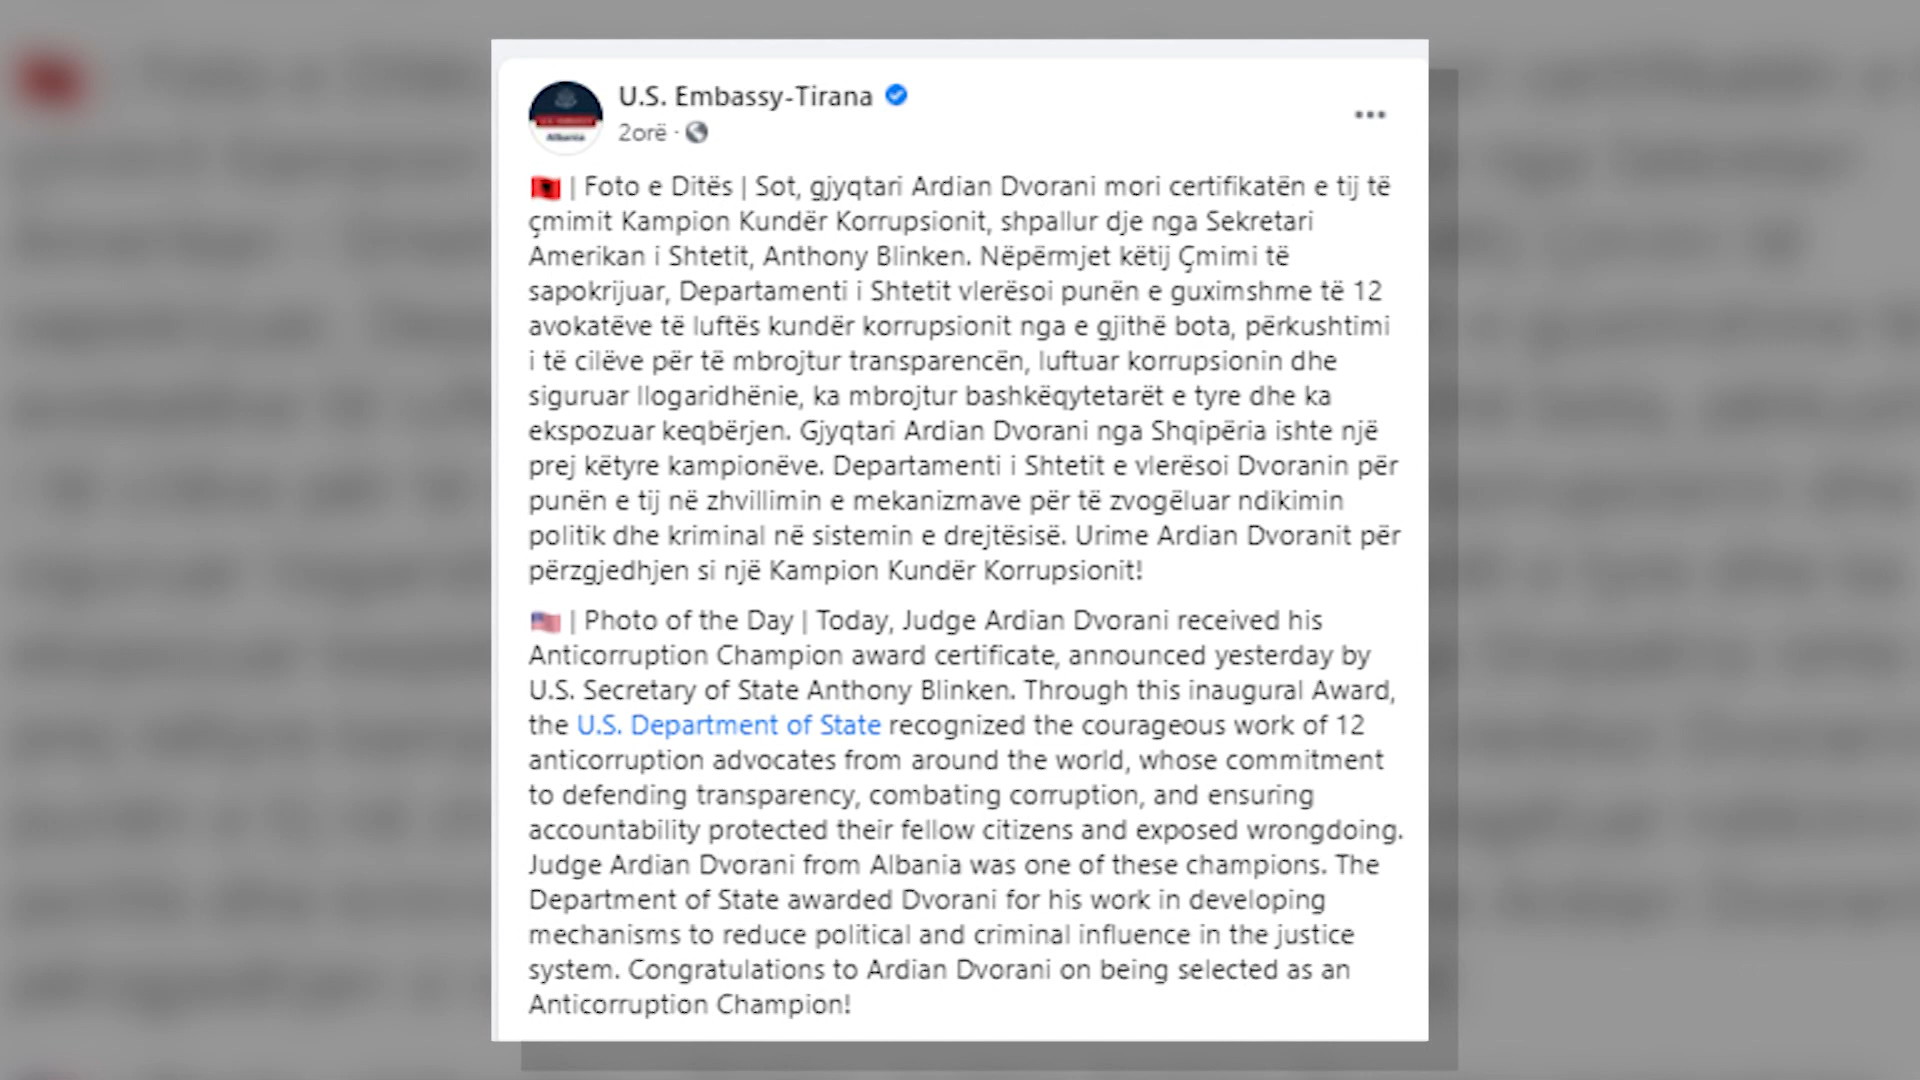 U.S. Embassy-Tirana
2orë ·
| Foto e Ditës | Sot, gjyqtari Ardian Dvorani mori certifikatën e tij të
çmimit Kampion Kundër Korrupsionit, shpallur dje nga Sekretari
Amerikan i Shtetit, Anthony Blinken. Nëpërmjet këtij Çmimi të
sapokrijuar, Departamenti i Shtetit vlerësoi punën e guximshme të 12
avokatëve të luftës kundër korrupsionit nga e gjithë bota, përkushtimi
i të cilëve për të mbrojtur transparencën, luftuar korrupsionin dhe
siguruar llogaridhënie, ka mbrojtur bashkëqytetarët e tyre dhe ka
ekspozuar keqbërjen. Gjyqtari Ardian Dvorani nga Shqipëria ishte një
prej këtyre kampionëve. Departamenti i Shtetit e vlerësoi Dvoranin për
punën e tij në zhvillimin e mekanizmave për të zvogëluar ndikimin
politik dhe kriminal në sistemin e drejtësisë. Urime Ardian Dvoranit për
përzgjedhjen si një Kampion Kundër Korrupsionit!
| Photo of the Day | Today, Judge Ardian Dvorani received his
Anticorruption Champion award certificate, announced yesterday by
U.S. Secretary of State Anthony Blinken. Through this inaugural Award,
the U.S. Department of State recognized the courageous work of 12
anticorruption advocates from around the world, whose commitment
to defending transparency, combating corruption, and ensuring
accountability protected their fellow citizens and exposed wrongdoing.
Judge Ardian Dvorani from Albania was one of these champions. The
Department of State awarded Dvorani for his work in developing
mechanisms to reduce political and criminal influence in the justice
system. Congratulations to Ardian Dvorani on being selected as an
Anticorruption Champion!